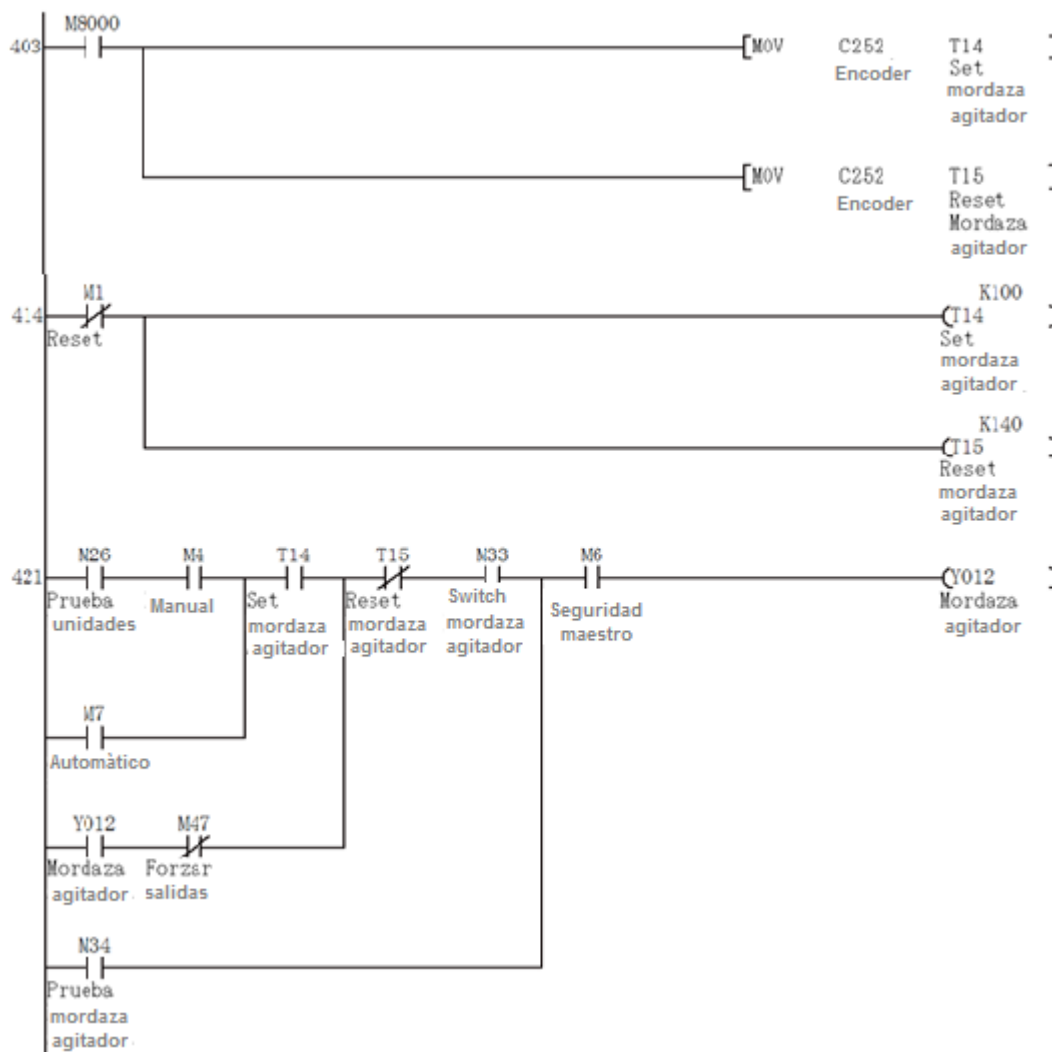 M8000
403 [MOV C252 T14 ]
Encoder Set
mordaza
agitador
[MOV C252 T15 ]
Encoder Reset
Mordaza
agitador
M1 K100
414 (T14 )
Reset Set
mordaza
agitador
K140
(T15 )
Reset
mordaza
agitador
M26 M4 T14 T15 M33 M6
421 (Y012 )
Prueba Manual Set Reset Switch Seguridad Mordaza
unidades mordaza mordaza mordaza maestro agitador
agitador agitador agitador
M7
Automàtico
Y012 M47
Mordaza Forzar
agitador salidas
M34
Prueba
mordaza
agitador